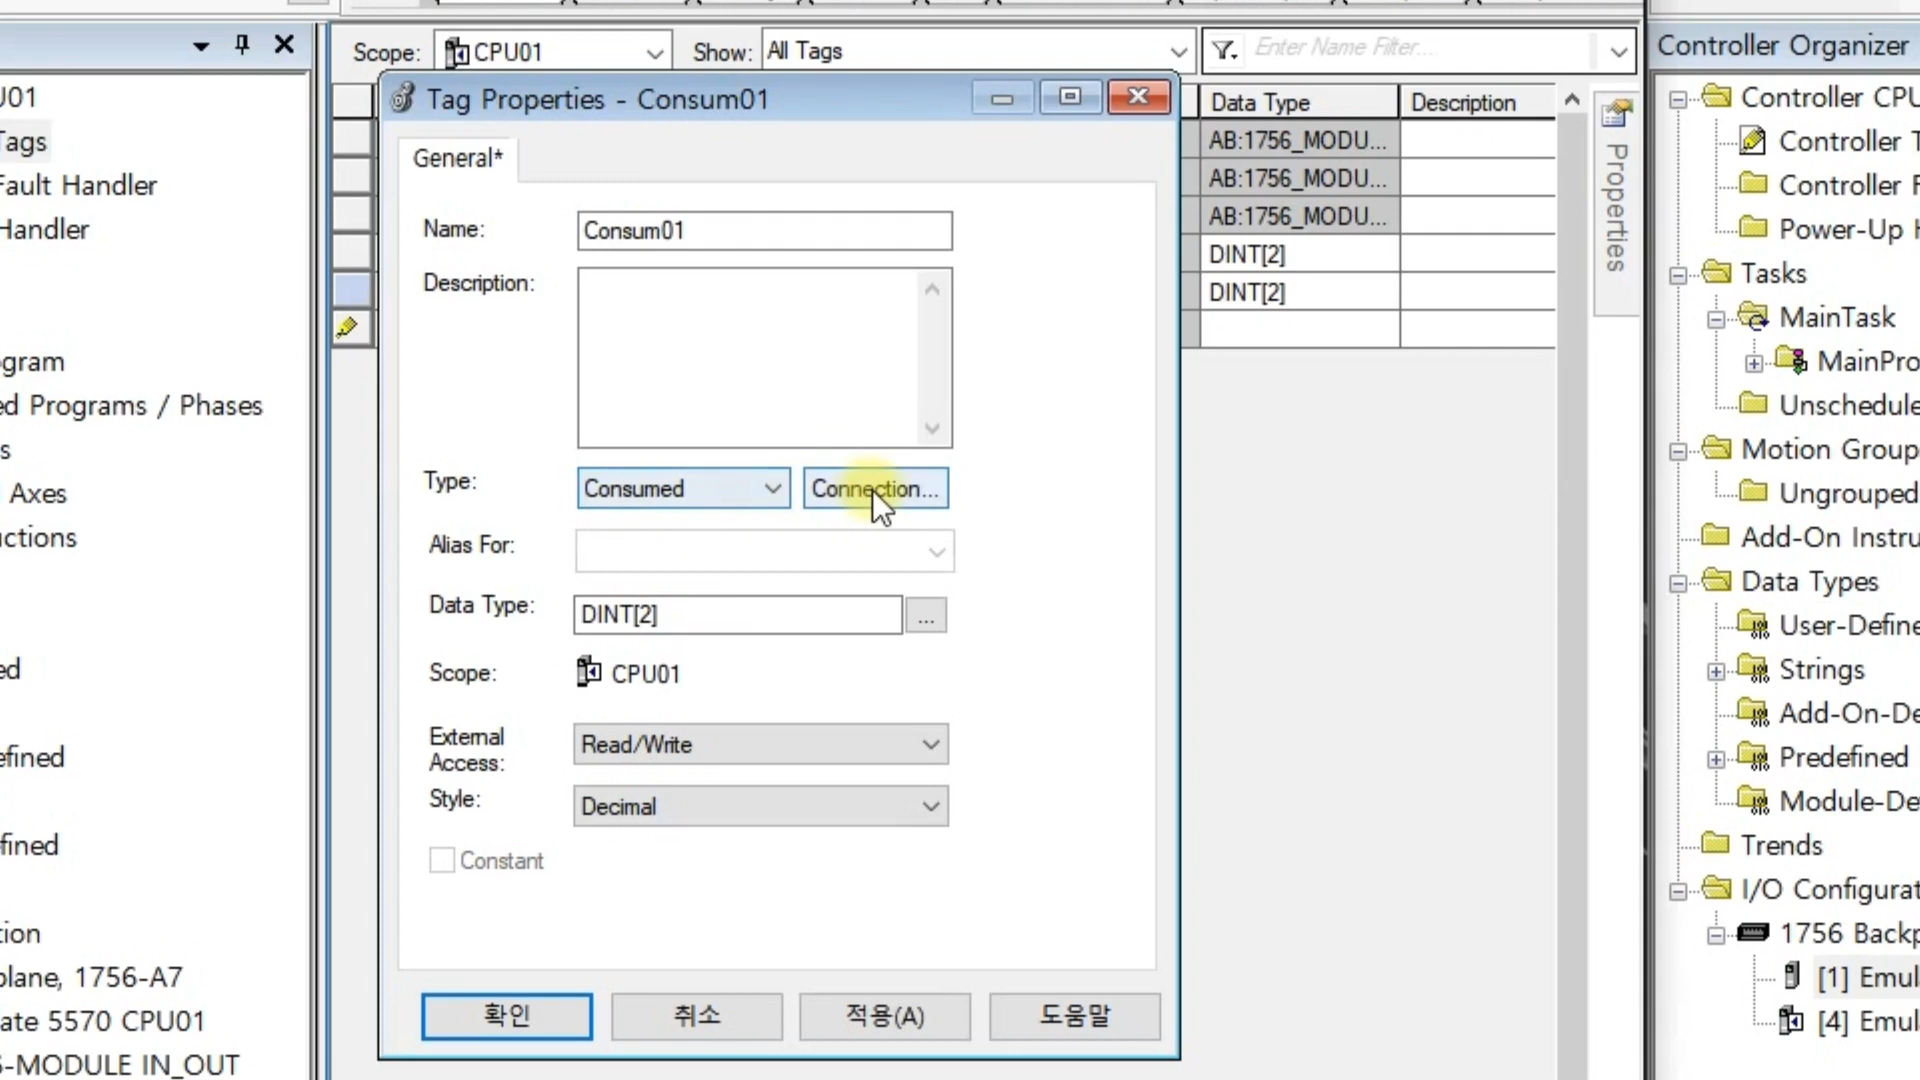 Scope: CPU01 Show: All Tags Enter Name Filter...
Controller Organizer
Tags
Fault Handler
Handler
gram
ed Programs / Phases
Axes
ctions
efined
fined
tion
plane, 1756-A7
ate 5570 CPU01
-MODULE IN_OUT
Tag Properties - Consum01
General*
Name: Consum01
Description:
Type: Consumed Connection...
Alias For:
Data Type: DINT[2] ...
Scope: CPU01
External
Access: Read/Write
Style: Decimal
Constant
확인 취소 적용(A) 도움말
Data Type Description
AB:1756_MODU...
AB:1756_MODU...
AB:1756_MODU...
DINT[2]
DINT[2]
Properties
Controller CPU
Controller T
Controller F
Power-Up H
Tasks
MainTask
MainPro
Unschedule
Motion Group
Ungrouped
Add-On Instru
Data Types
User-Define
Strings
Add-On-De
Predefined
Module-De
Trends
I/O Configurat
1756 Backp
[1] Emul
[4] Emul